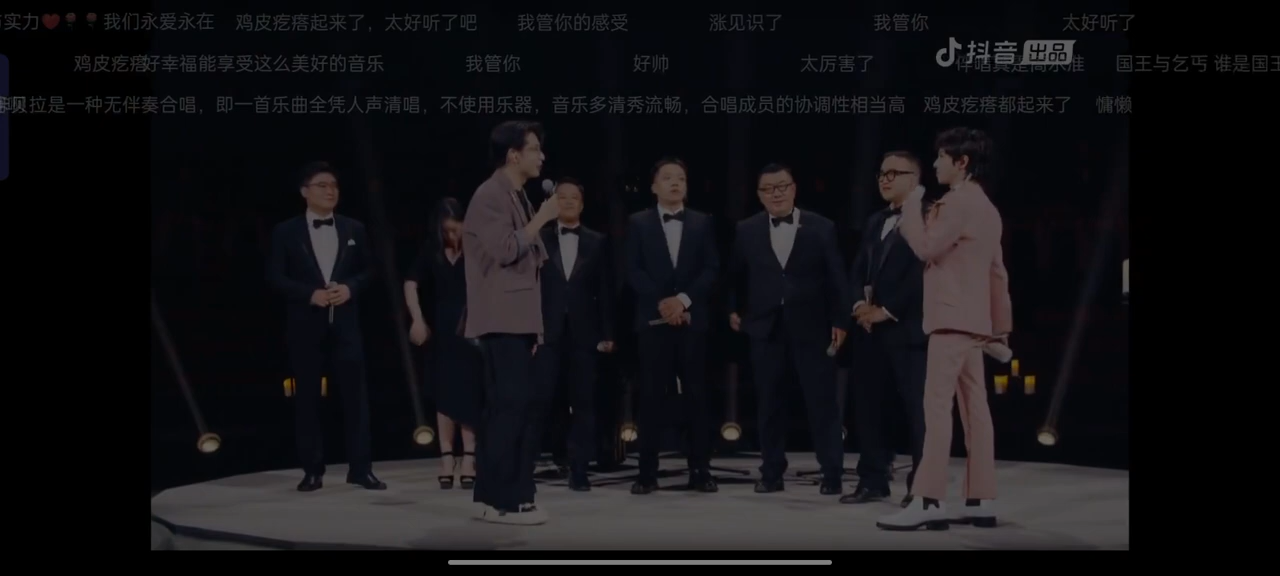 实力❤️🌹🌹我们永爱永在 鸡皮疙瘩起来了，太好听了吧 我管你的感受 涨见识了 我管你 太好听了
抖音 出品
鸡皮疙瘩 好幸福能享受这么美好的音乐 我管你 好帅 太厉害了 国王与乞丐 谁是国王
贝拉是一种无伴奏合唱，即一首乐曲全凭人声清唱，不使用乐器，音乐多清秀流畅，合唱成员的协调性相当高 鸡皮疙瘩都起来了 慵懒